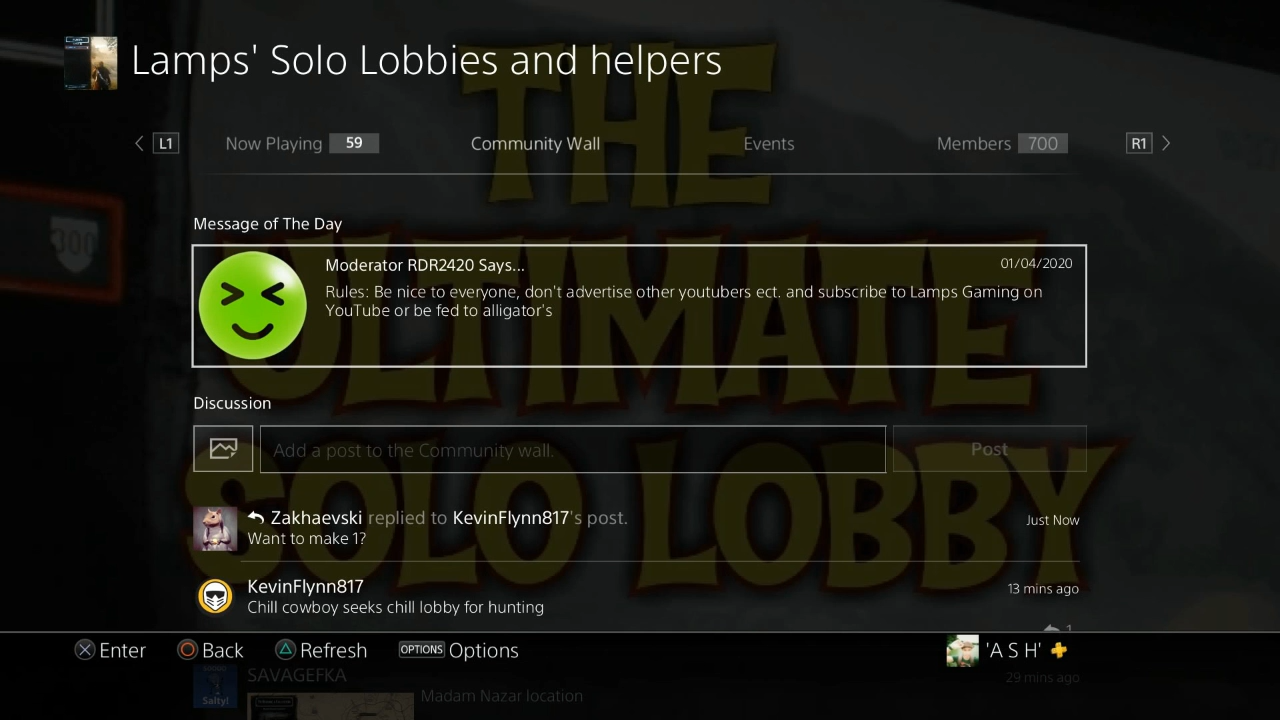 Lamps' Solo Lobbies and helpers
L1 Now Playing 59 Community Wall Events Members 700 R1
THE
ULTIMATE
SOLO LOBBY
300
Message of The Day
Moderator RDR2420 Says... 01/04/2020
Rules: Be nice to everyone, don't advertise other youtubers ect. and subscribe to Lamps Gaming on
YouTube or be fed to alligator's
Discussion
Add a post to the Community wall. Post
Zakhaevski replied to KevinFlynn817's post. Just Now
Want to make 1?
KevinFlynn817 13 mins ago
Chill cowboy seeks chill lobby for hunting
1
Enter Back Refresh OPTIONS Options 'A S H'
SAVAGEFKA 29 mins ago
Salty!
Madam Nazar location